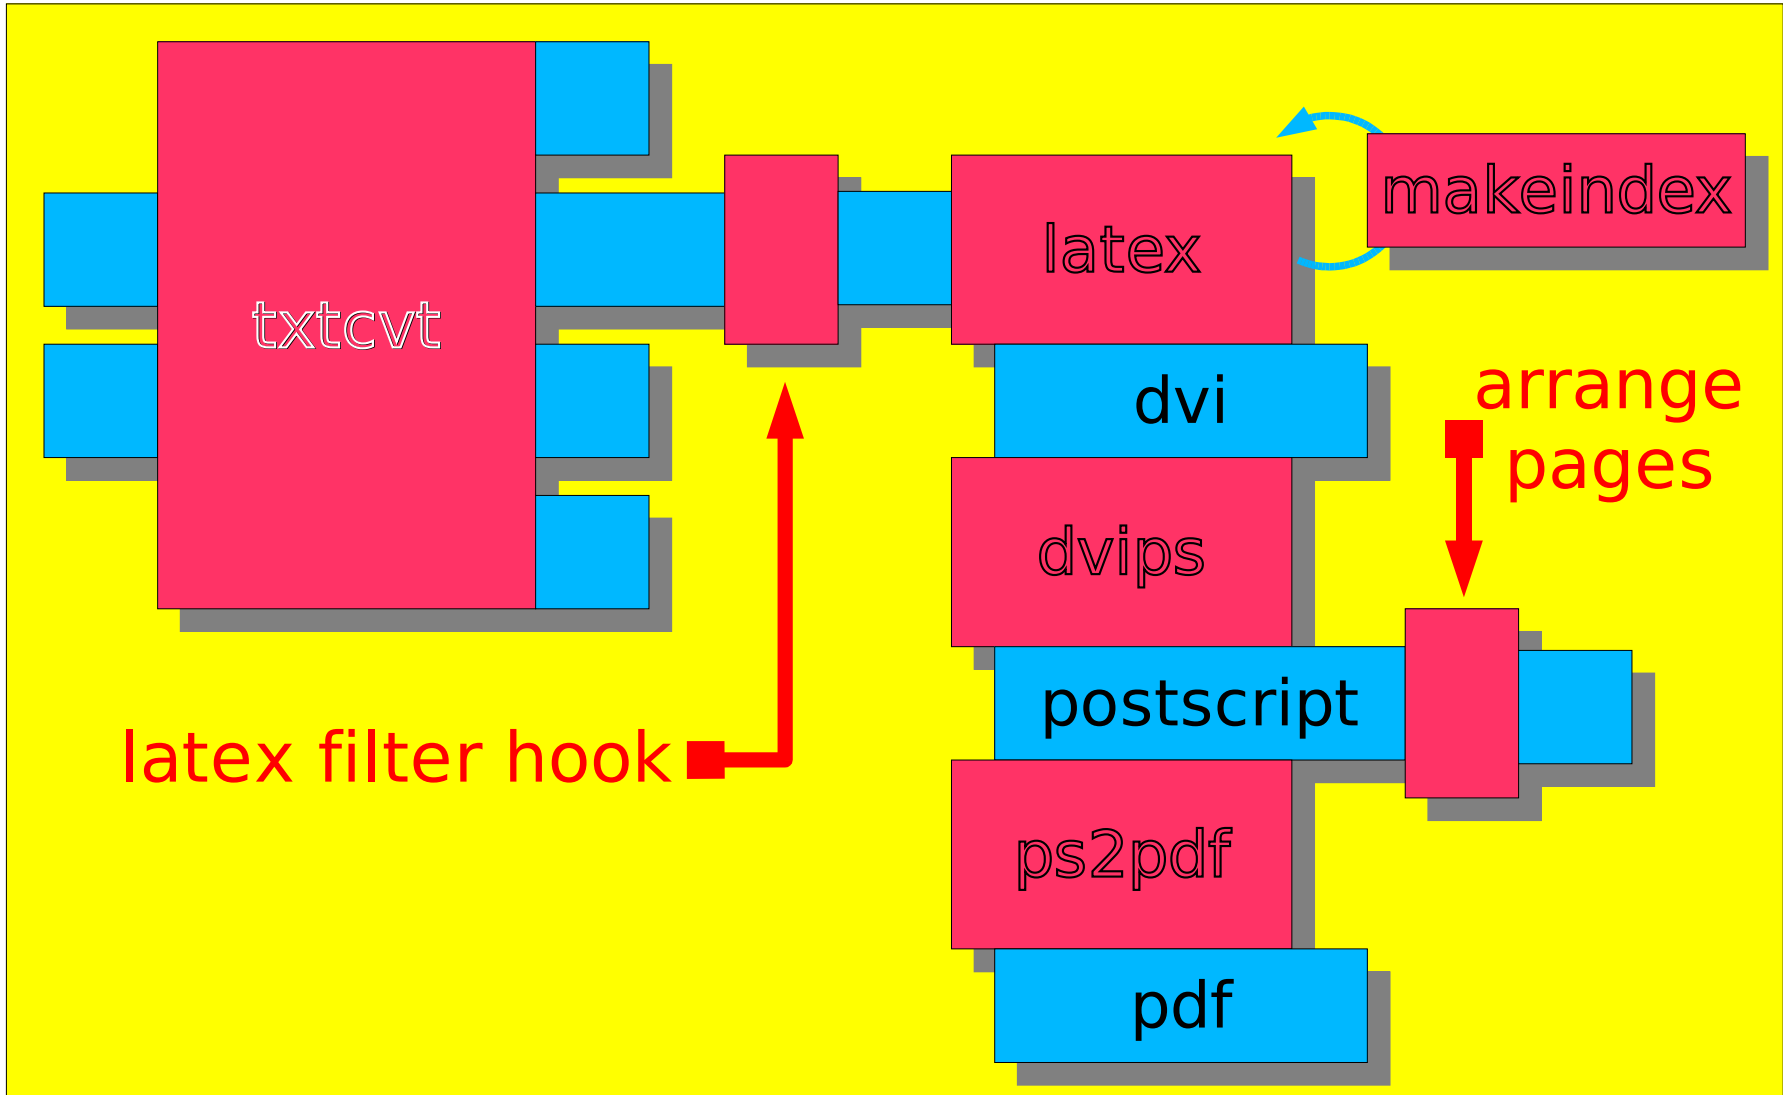 makeindex
latex
txtcvt
dvi
arrange
pages
dvips
postscript
latex filter hook
ps2pdf
pdf